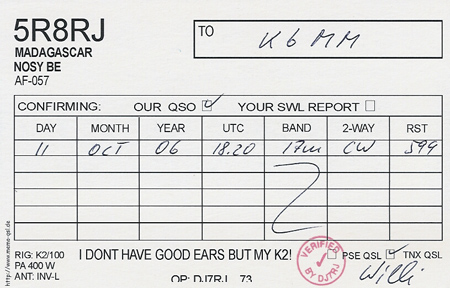 5R8RJ
MADAGASCAR
NOSY BE
AF-057
TO K6MM
CONFIRMING: OUR QSO YOUR SWL REPORT
DAY MONTH YEAR UTC BAND 2-WAY RST
11 OCT 06 18.20 17m CW 599
RIG: K2/100
PA 400 W
ANT: INV-L
I DONT HAVE GOOD EARS BUT MY K2!
VERIFIED BY DJ7RJ
PSE QSL TNX QSL
OP: DJ7RJ 73
Willi